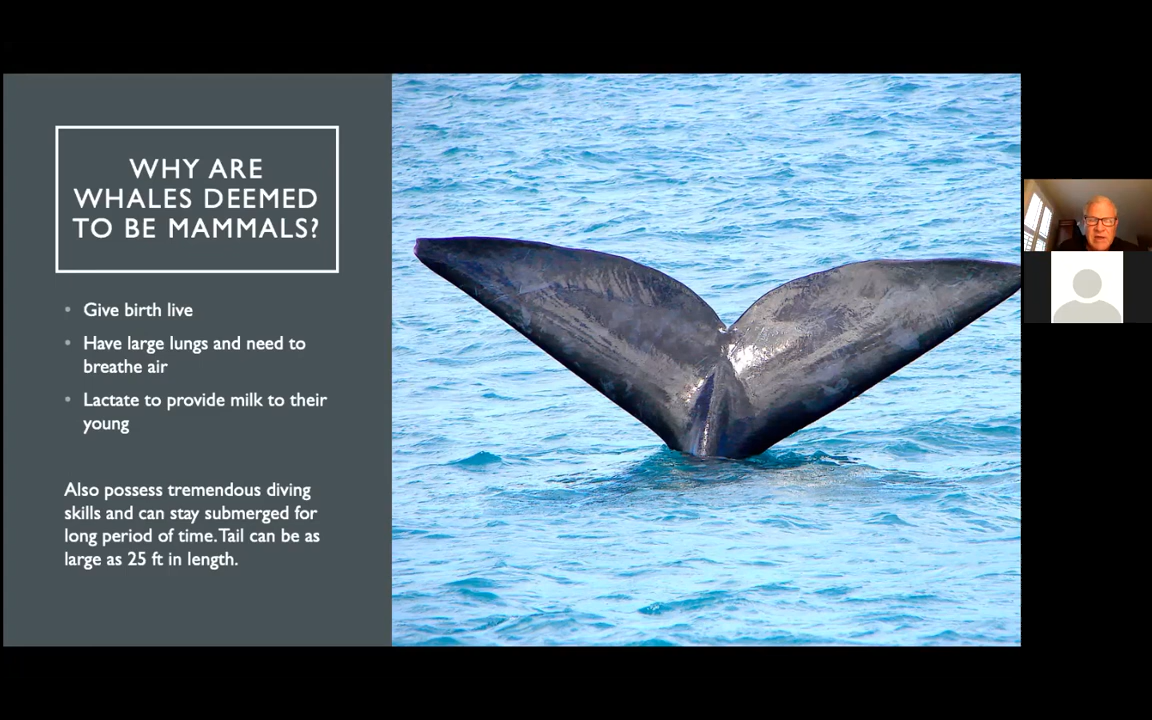 WHY ARE
WHALES DEEMED
TO BE MAMMALS?
• Give birth live
• Have large lungs and need to
breathe air
• Lactate to provide milk to their
young
Also possess tremendous diving
skills and can stay submerged for
long period of time. Tail can be as
large as 25 ft in length.